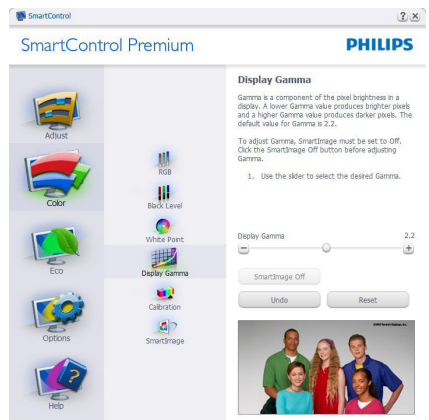 SmartControl
? ×
SmartControl Premium
PHILIPS
Adjust
Color
Eco
Options
Help
RGB
Black Level
White Point
Display Gamma
Calibration
SmartImage
Display Gamma
Gamma is a component of the pixel brightness in a
display. A lower Gamma value produces brighter pixels
and a higher Gamma value produces darker pixels. The
default value for Gamma is 2.2.
To adjust Gamma, SmartImage must be set to Off.
Click the SmartImage Off button before adjusting
Gamma.
1. Use the slider to select the desired Gamma.
Display Gamma 2.2
SmartImage Off
Undo Reset